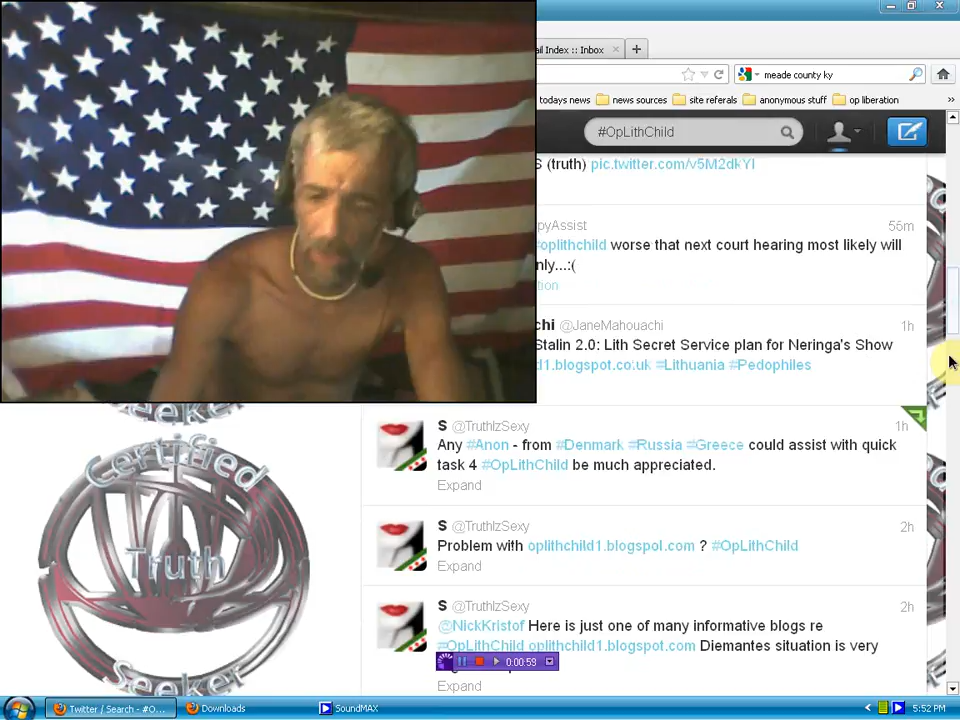 ail Index :: Inbox
meade county ky
todays news
news sources
site referals
anonymous stuff
op liberation
»
#OpLithChild
S (truth) pic.twitter.com/v5M2dkYI
pyAssist
56m
#oplithchild worse that next court hearing most likely will
nly...:(
tion
chi @JaneMahouachi
1h
Stalin 2.0: Lith Secret Service plan for Neringa's Show
d1.blogspot.co.uk #Lithuania #Pedophiles
S @TruthIzSexy
1h
Any #Anon - from #Denmark #Russia #Greece could assist with quick
task 4 #OpLithChild be much appreciated.
Expand
S @TruthIzSexy
2h
Problem with oplithchild1.blogspot.com ? #OpLithChild
Expand
S @TruthIzSexy
2h
@NickKristof Here is just one of many informative blogs re
#OpLithChild oplithchild.blogspot.com Diemantes situation is very
Expand
0:00:59
Seeker
Certified
Truth
Seeker
Twitter / Search - #O...
Downloads
SoundMAX
5:52 PM